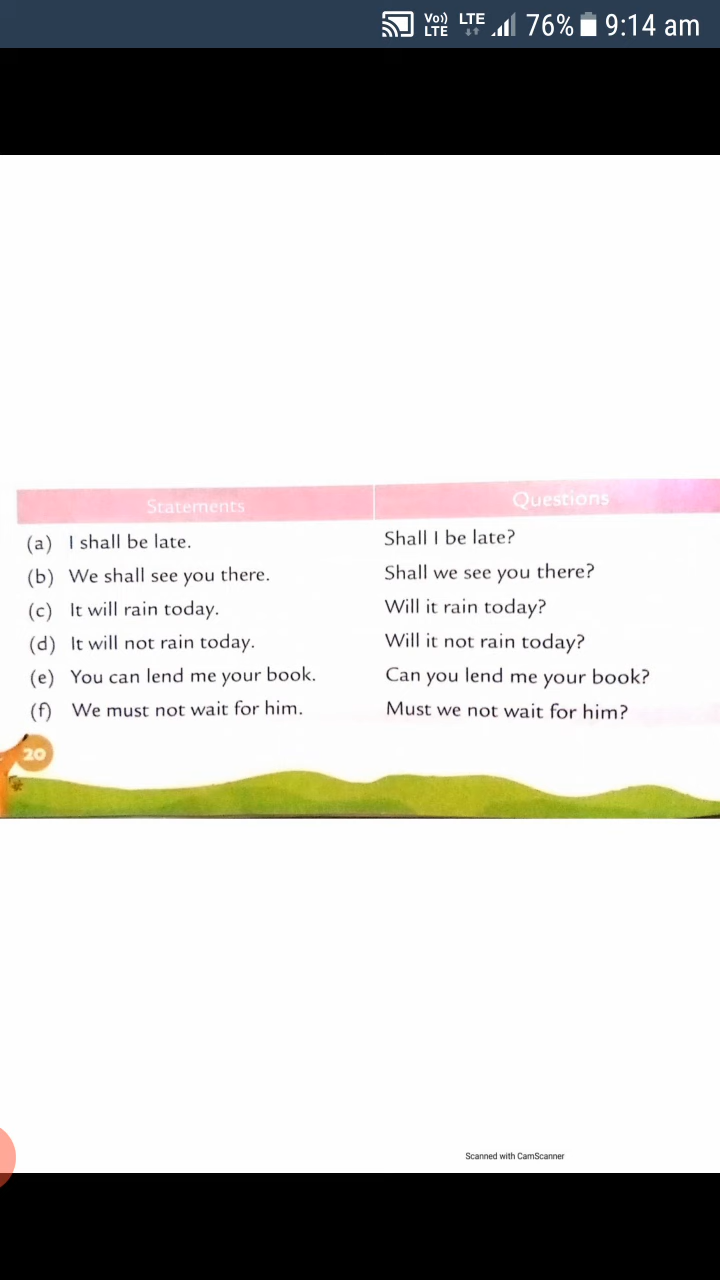 Vo)) LTE LTE 76% 9:14 am
Statements Questions
(a) I shall be late. Shall I be late?
(b) We shall see you there. Shall we see you there?
(c) It will rain today. Will it rain today?
(d) It will not rain today. Will it not rain today?
(e) You can lend me your book. Can you lend me your book?
(f) We must not wait for him. Must we not wait for him?
20
Scanned with CamScanner